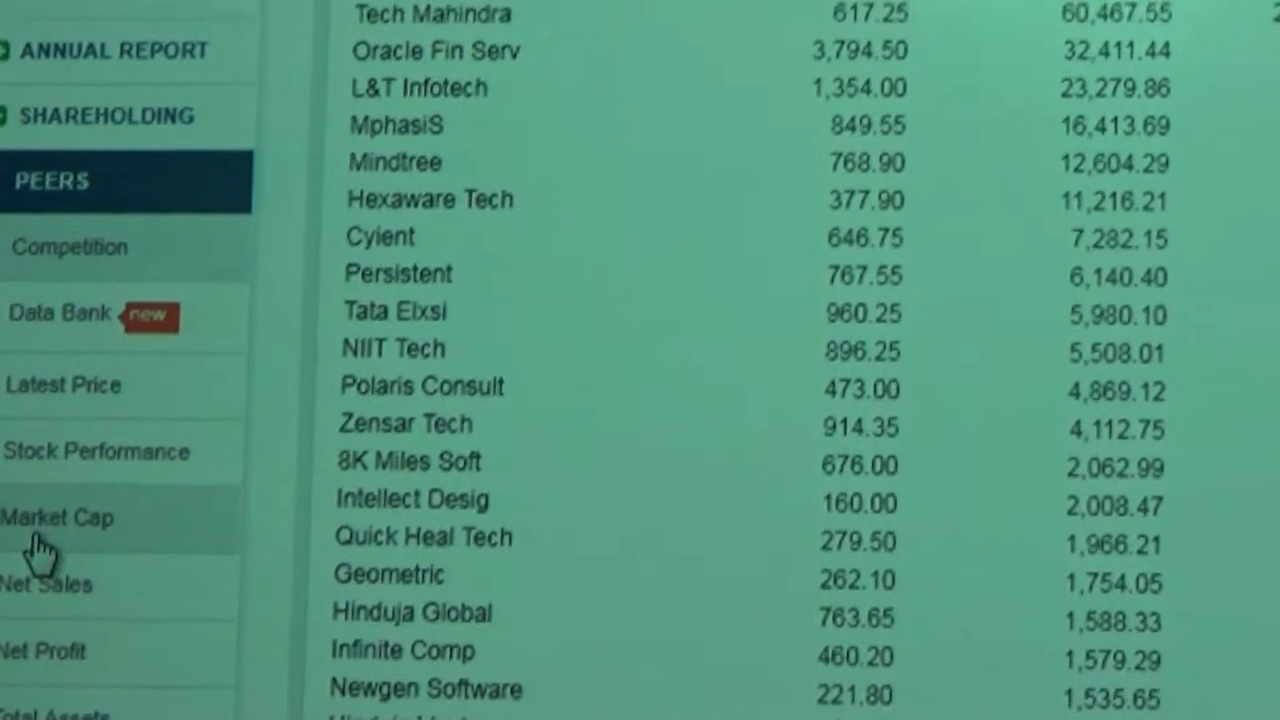 ANNUAL REPORT
SHAREHOLDING
PEERS
Competition
Data Bank new
Latest Price
Stock Performance
Market Cap
Net Sales
Net Profit
Total Assets
Tech Mahindra 617.25 60,467.55
Oracle Fin Serv 3,794.50 32,411.44
L&T Infotech 1,354.00 23,279.86
MphasiS 849.55 16,413.69
Mindtree 768.90 12,604.29
Hexaware Tech 377.90 11,216.21
Cyient 646.75 7,282.15
Persistent 767.55 6,140.40
Tata Elxsi 960.25 5,980.10
NIIT Tech 896.25 5,508.01
Polaris Consult 473.00 4,869.12
Zensar Tech 914.35 4,112.75
8K Miles Soft 676.00 2,062.99
Intellect Desig 160.00 2,008.47
Quick Heal Tech 279.50 1,966.21
Geometric 262.10 1,754.05
Hinduja Global 763.65 1,588.33
Infinite Comp 460.20 1,579.29
Newgen Software 221.80 1,535.65